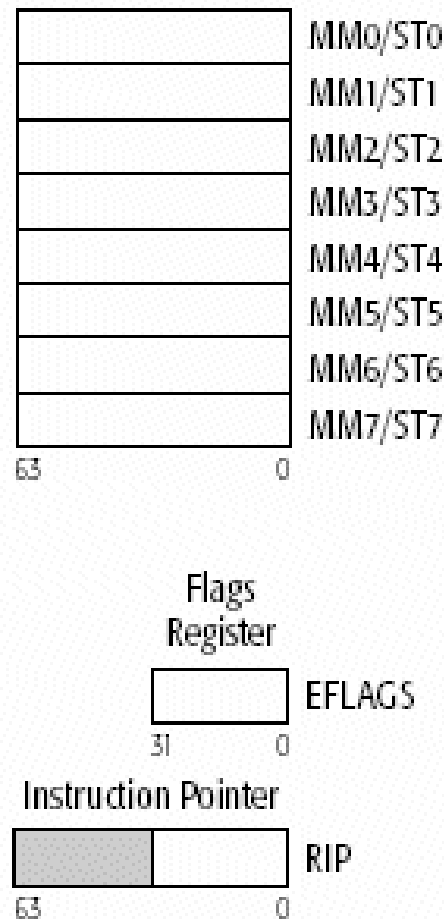 MM0/ST0
MM1/ST1
MM2/ST2
MM3/ST3
MM4/ST4
MM5/ST5
MM6/ST6
MM7/ST7
63 0
Flags
Register
EFLAGS
31 0
Instruction Pointer
RIP
63 0